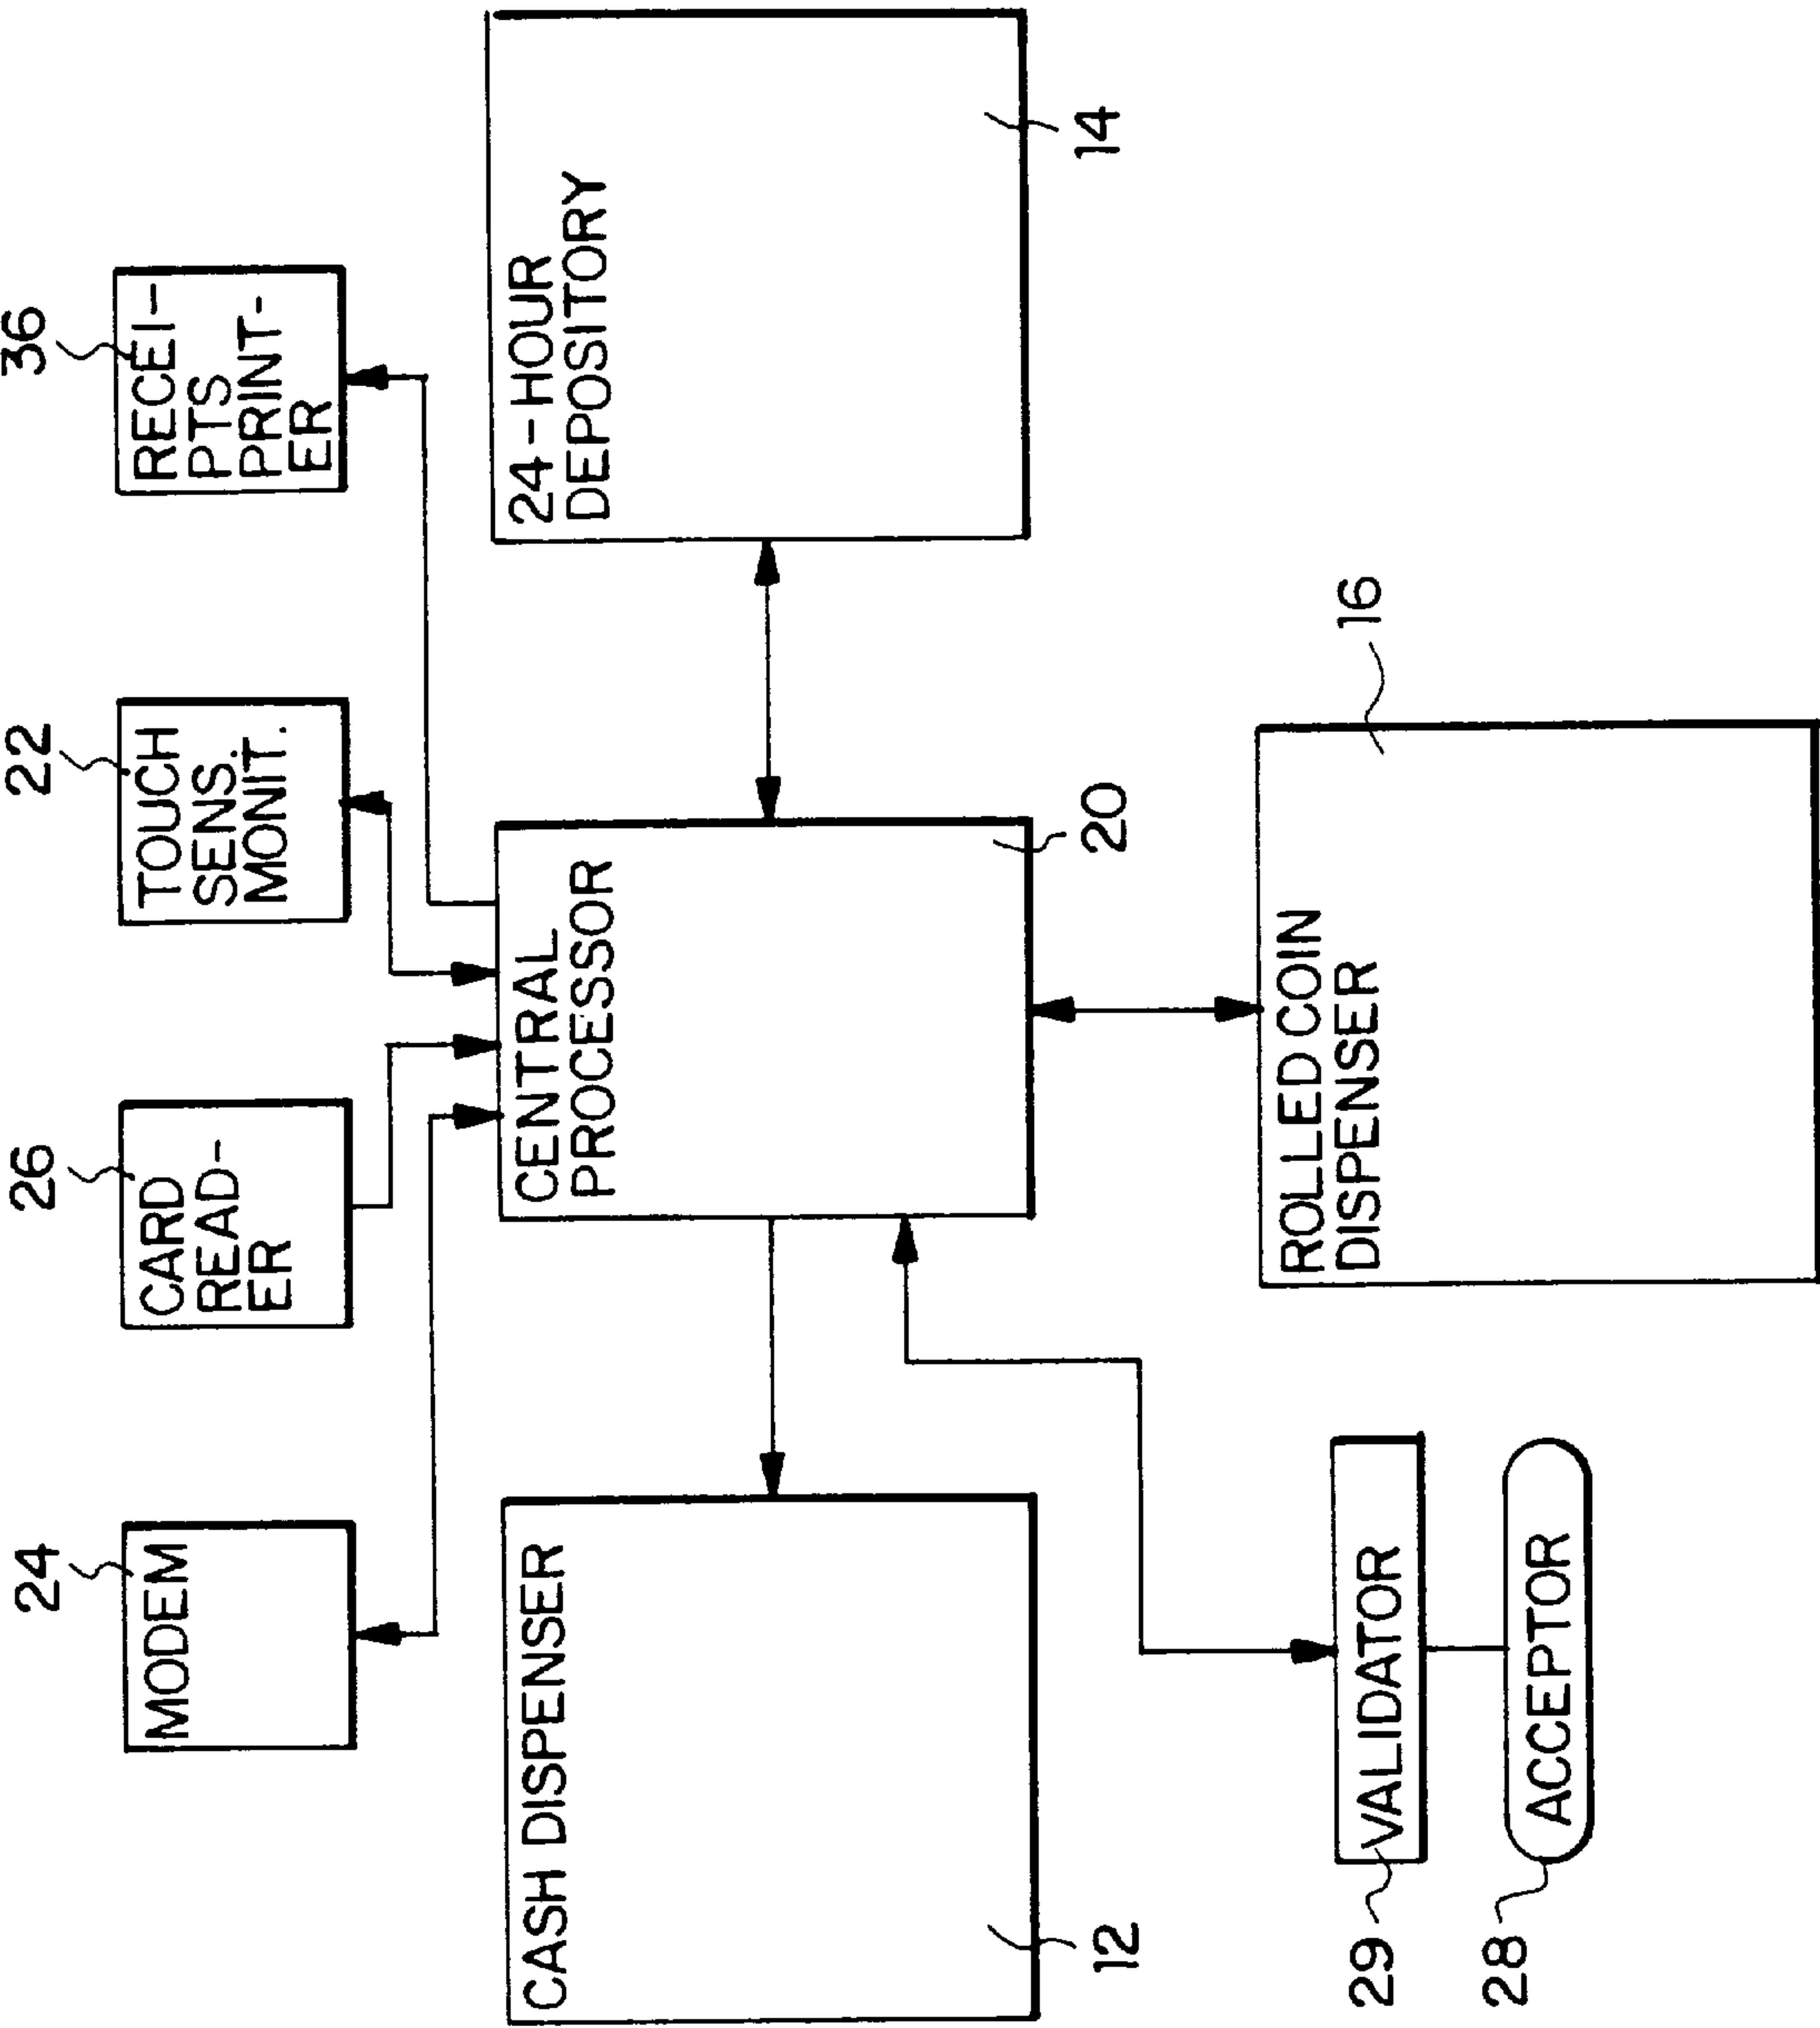 24
MODEM
26
CARD
READ-
ER
22
TOUCH
SENS.
MONIT.
36
RECEI-
PTS
PRINT-
ER
CASH DISPENSER
12
CENTRAL
PROCESSOR
20
24-HOUR
DEPOSITORY
14
29
VALIDATOR
28
ACCEPTOR
ROLLED COIN
DISPENSER
16